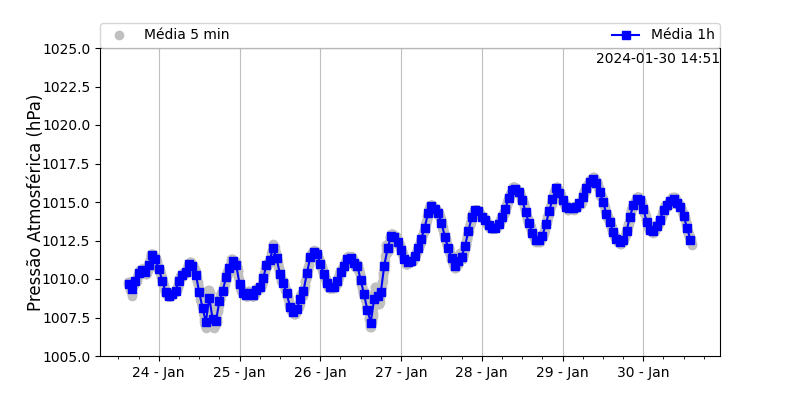 Média 5 min
Média 1h
2024-01-30 14:51
Pressão Atmosférica (hPa)
1025.0
1022.5
1020.0
1017.5
1015.0
1012.5
1010.0
1007.5
1005.0
24 - Jan
25 - Jan
26 - Jan
27 - Jan
28 - Jan
29 - Jan
30 - Jan